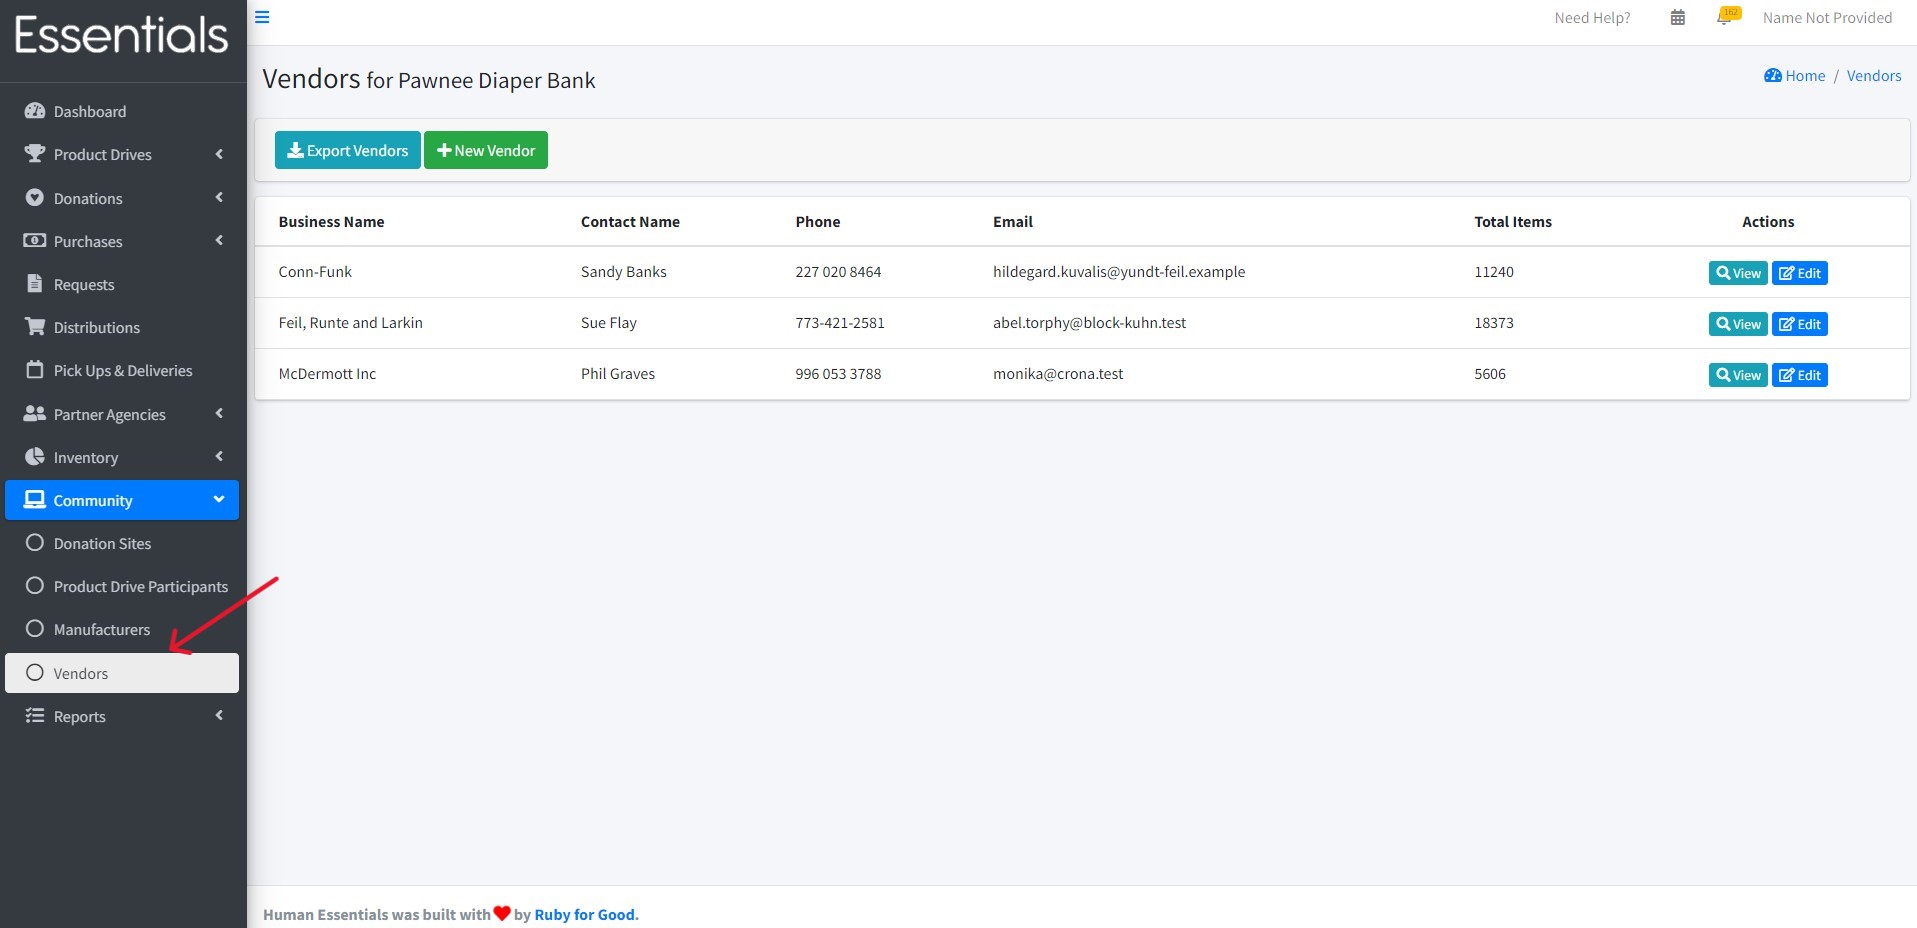 Essentials
Need Help?
162
Name Not Provided
Vendors for Pawnee Diaper Bank
Home / Vendors
Dashboard
Product Drives
Donations
Purchases
Requests
Distributions
Pick Ups & Deliveries
Partner Agencies
Inventory
Community
Donation Sites
Product Drive Participants
Manufacturers
Vendors
Reports
Export Vendors New Vendor
Business Name Contact Name Phone Email Total Items Actions
Conn-Funk Sandy Banks 227 020 8464 hildegard.kuvalis@yundt-feil.example 11240 View Edit
Feil, Runte and Larkin Sue Flay 773-421-2581 abel.torphy@block-kuhn.test 18373 View Edit
McDermott Inc Phil Graves 996 053 3788 monika@crona.test 5606 View Edit
Human Essentials was built with by Ruby for Good.